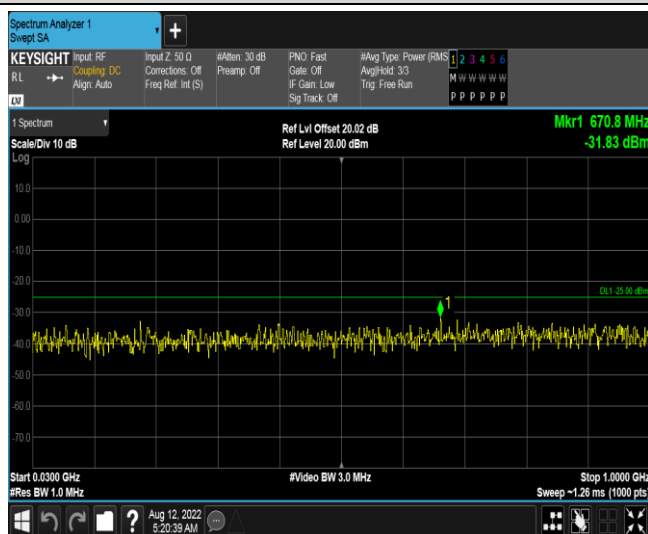 Spectrum Analyzer 1
Swept SA
+
KEYSIGHT
RL
LXI
Input: RF
Coupling: DC
Align: Auto
Input Z: 50 Ω
Corrections: Off
Freq Ref: Int (S)
#Atten: 30 dB
Preamp: Off
PNO: Fast
Gate: Off
IF Gain: Low
Sig Track: Off
#Avg Type: Power (RMS
Avg|Hold: 3/3
Trig: Free Run
1 2 3 4 5 6
M W W W W W
P P P P P P
1 Spectrum
Scale/Div 10 dB
Log
Ref Lvl Offset 20.02 dB
Ref Level 20.00 dBm
Mkr1 670.8 MHz
-31.83 dBm
10.0
0.00
-10.0
-20.0
-30.0
-40.0
-50.0
-60.0
-70.0
DL1 -25.00 dBm
1
Start 0.0300 GHz
#Res BW 1.0 MHz
#Video BW 3.0 MHz
Stop 1.0000 GHz
Sweep ~1.26 ms (1000 pts)
?
Aug 12, 2022
5:20:39 AM